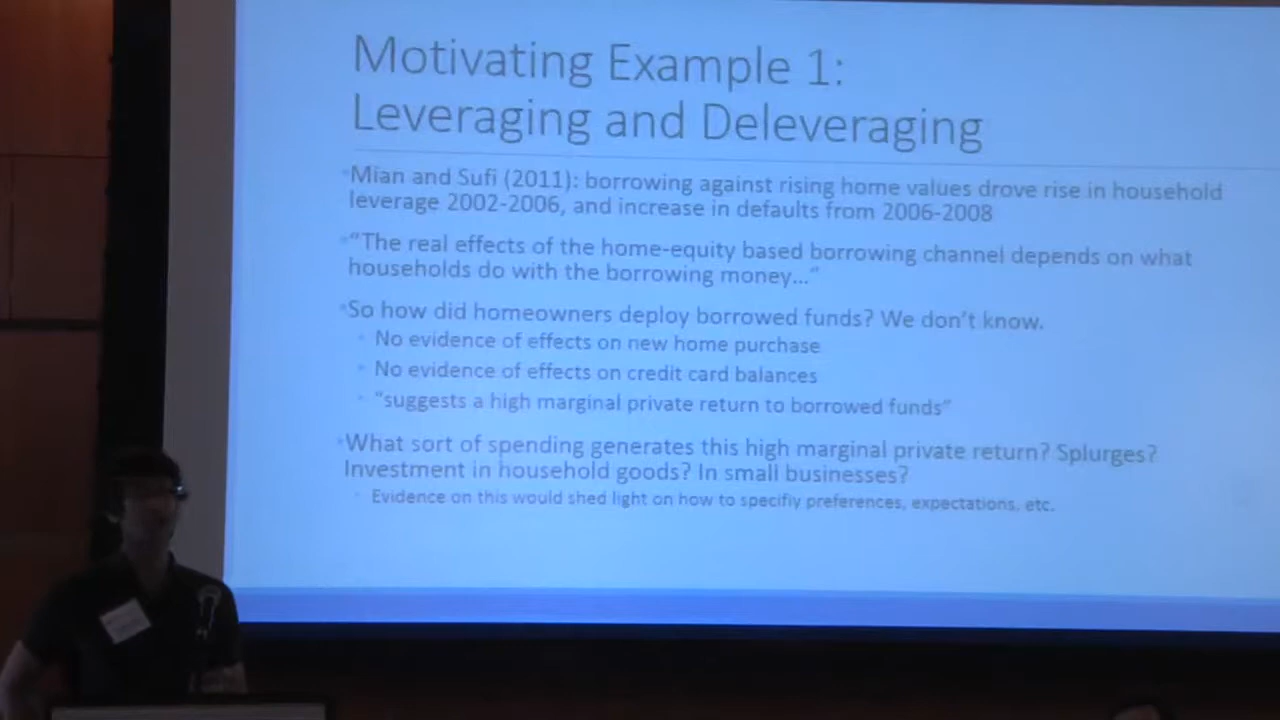 Motivating Example 1:
Leveraging and Deleveraging
Mian and Sufi (2011): borrowing against rising home values drove rise in household
leverage 2002-2006, and increase in defaults from 2006-2008
"The real effects of the home-equity based borrowing channel depends on what
households do with the borrowing money..."
So how did homeowners deploy borrowed funds? We don't know.
No evidence of effects on new home purchase
No evidence of effects on credit card balances
"suggests a high marginal private return to borrowed funds"
What sort of spending generates this high marginal private return? Splurges?
Investment in household goods? In small businesses?
Evidence on this would shed light on how to specifiy preferences, expectations, etc.